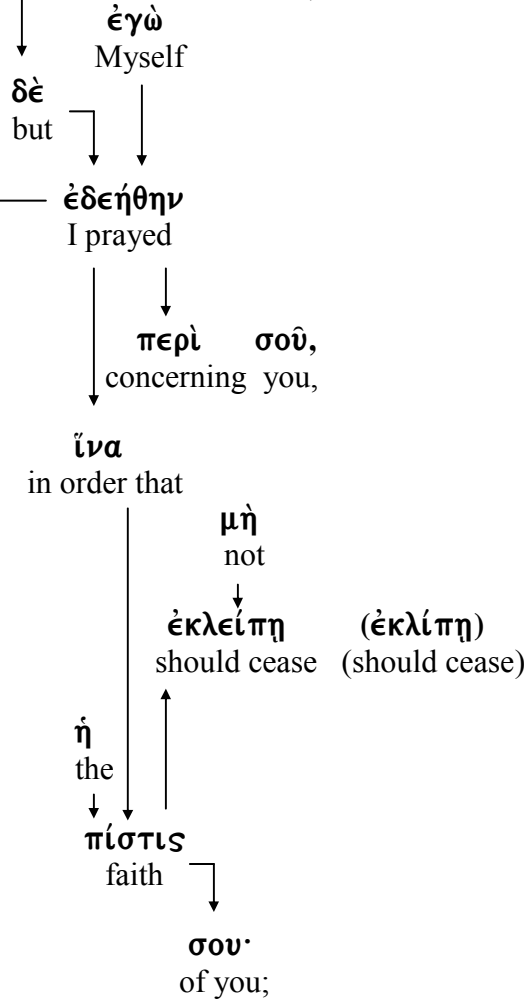 ἐγὼ
Myself
δὲ
but
ἐδεήθην
I prayed
περὶ σοῦ,
concerning you,
ἵνα
in order that
μὴ
not
ἐκλείπῃ (ἐκλίπῃ)
should cease (should cease)
ἡ
the
πίστις
faith
σου·
of you;